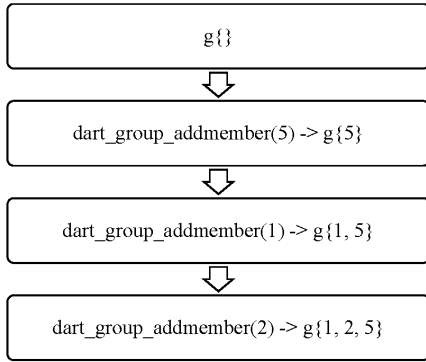 g{}
dart_group_addmember(5) -> g{5}
dart_group_addmember(1) -> g{1, 5}
dart_group_addmember(2) -> g{1, 2, 5}